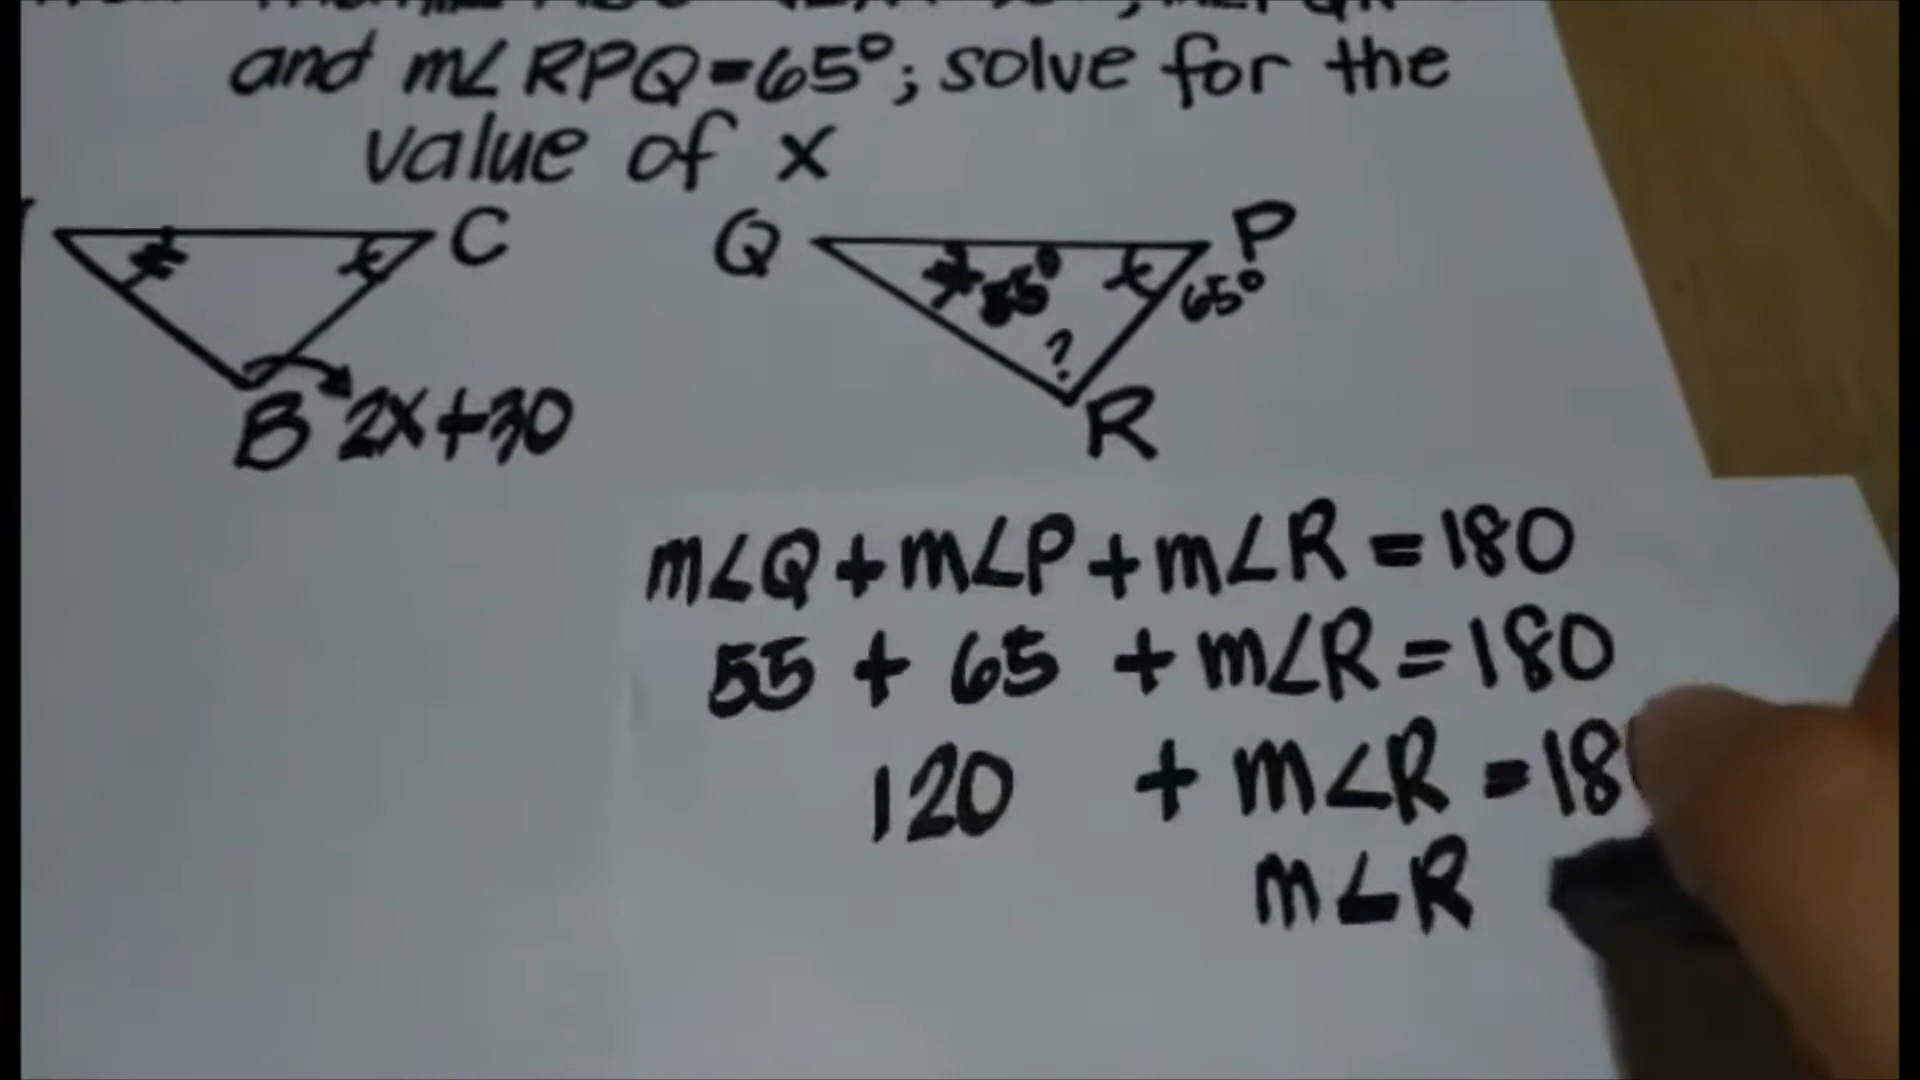 and m∠RPQ=65°; solve for the
value of x
C
Q
P
55°
65°
?
B 2x+30
R
m∠Q+m∠P+m∠R=180
55 + 65 + m∠R=180
120 + m∠R =18
m∠R